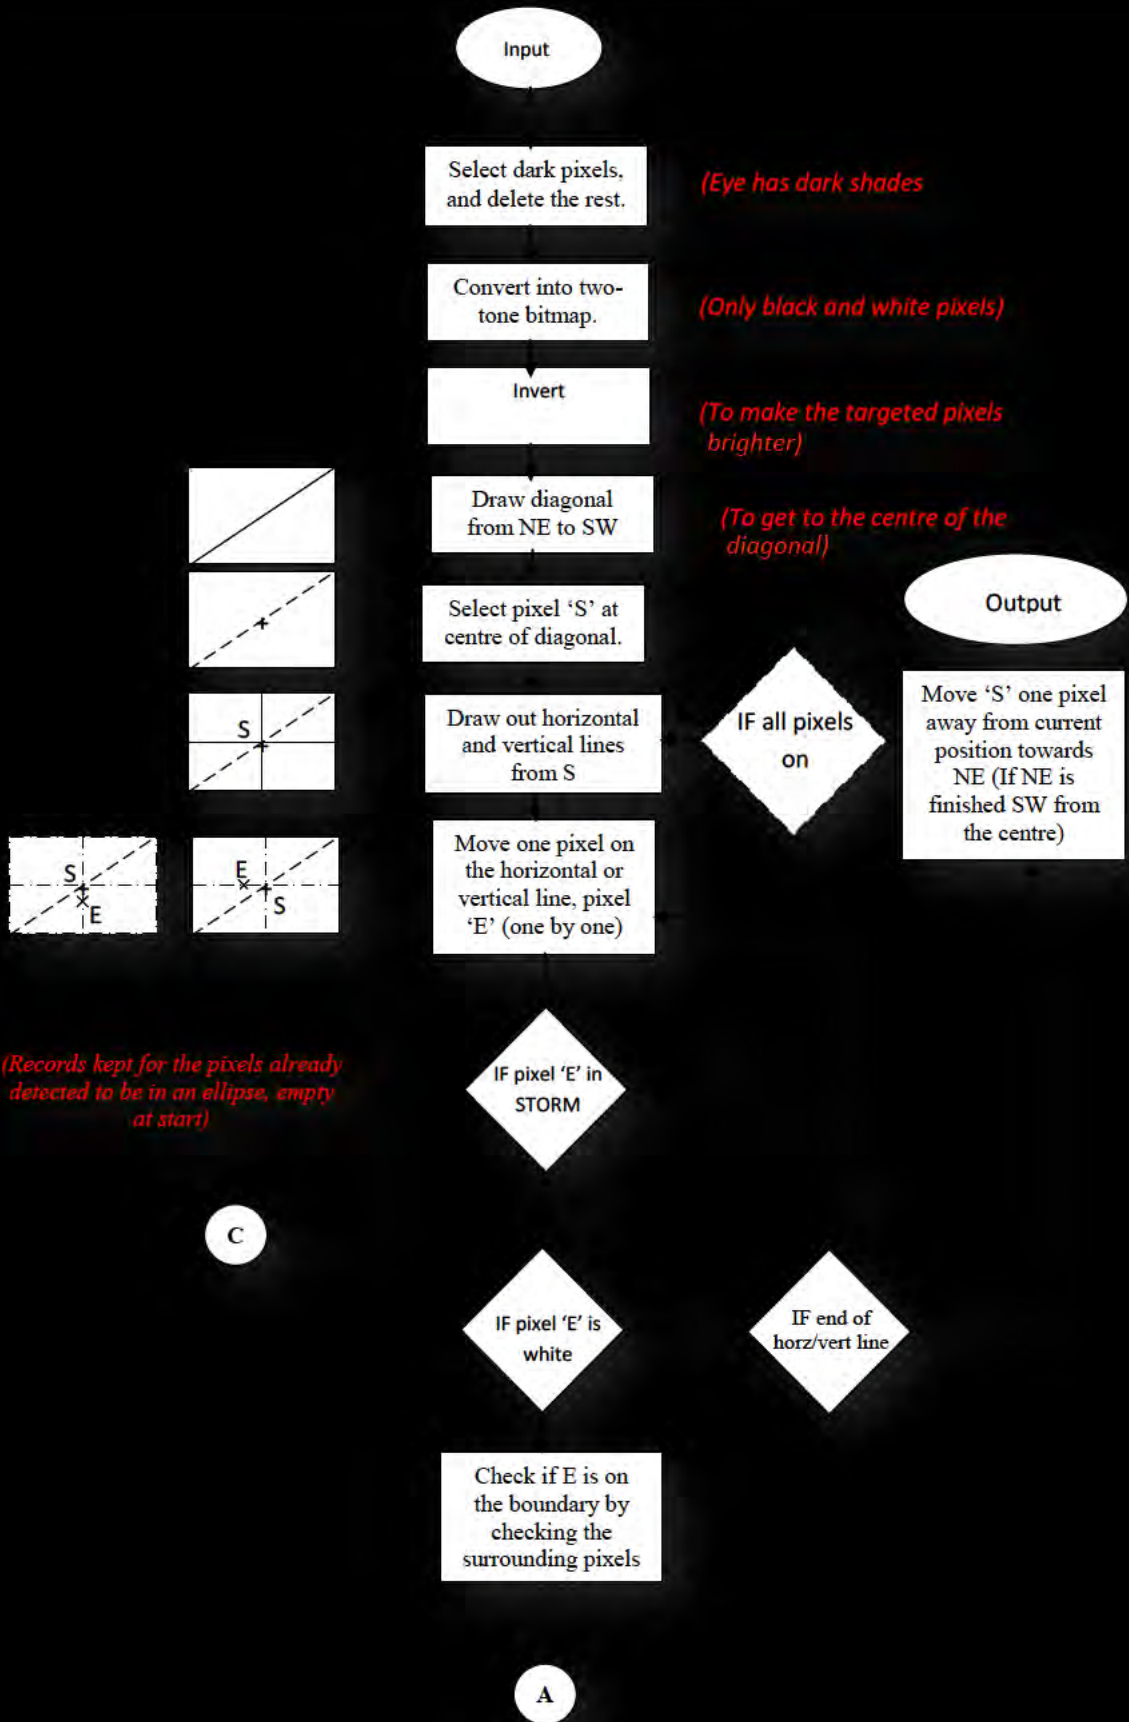 Input
Select dark pixels,
and delete the rest.
(Eye has dark shades
Convert into two-
tone bitmap.
(Only black and white pixels)
Invert
(To make the targeted pixels
brighter)
Draw diagonal
from NE to SW
(To get to the centre of the
diagonal)
Select pixel ‘S’ at
centre of diagonal.
Output
S
Draw out horizontal
and vertical lines
from S
IF all pixels
on
Move ‘S’ one pixel
away from current
position towards
NE (If NE is
finished SW from
the centre)
S
E
E
S
Move one pixel on
the horizontal or
vertical line, pixel
‘E’ (one by one)
(Records kept for the pixels already
detected to be in an ellipse, empty
at start)
IF pixel ‘E’ in
STORM
C
IF pixel ‘E’ is
white
IF end of
horz/vert line
Check if E is on
the boundary by
checking the
surrounding pixels
A